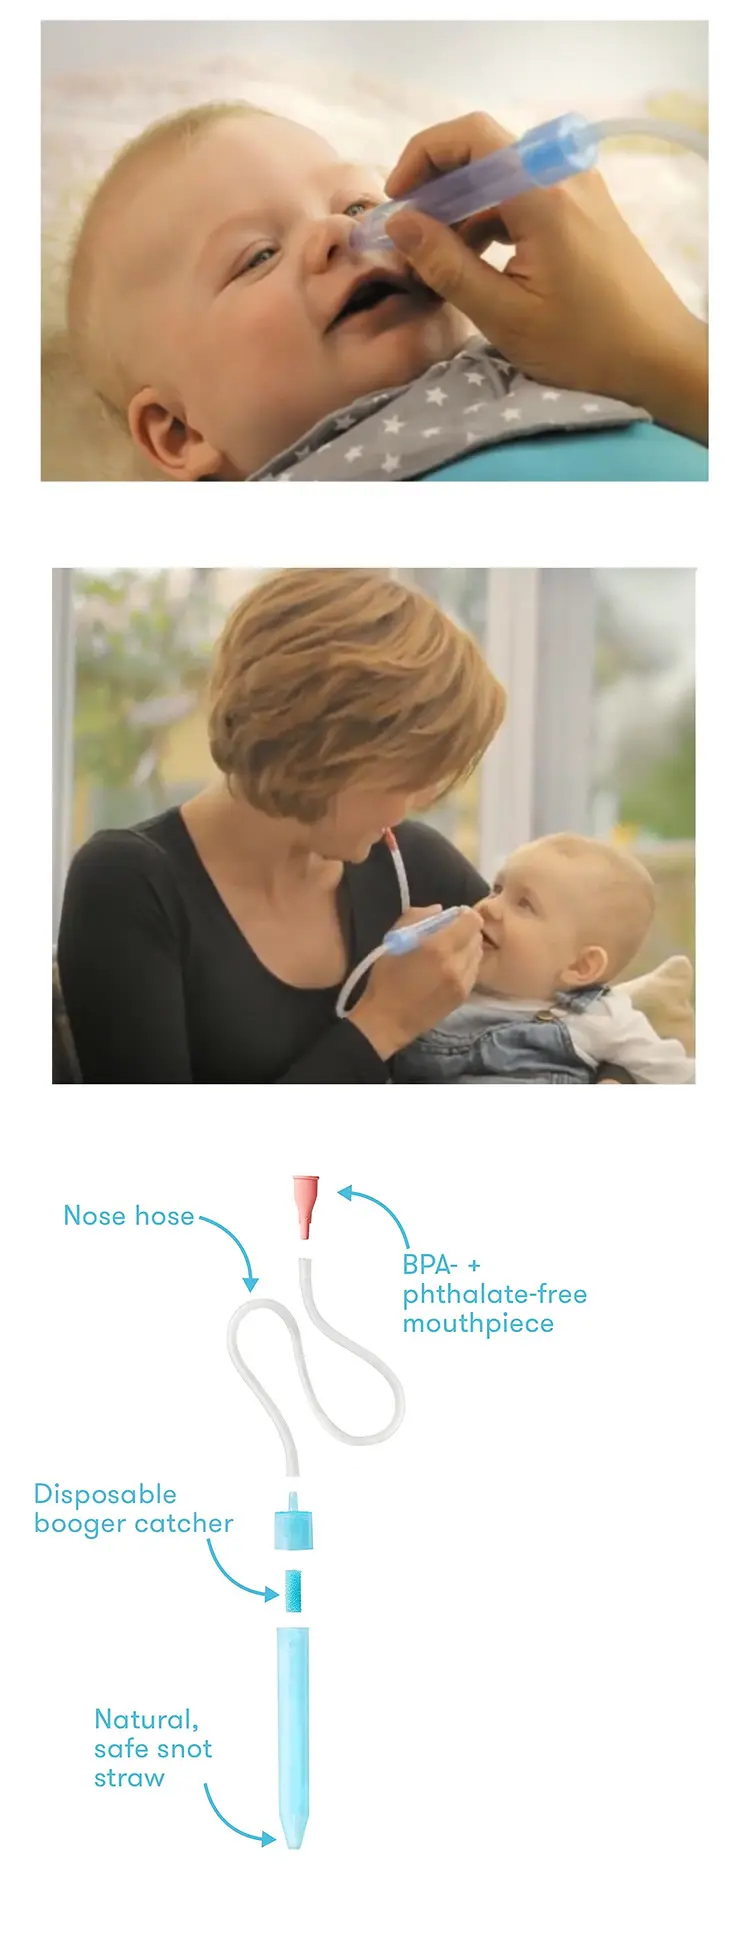 Nose hose
BPA- +
phthalate-free
mouthpiece
Disposable
booger catcher
Natural,
safe snot
straw